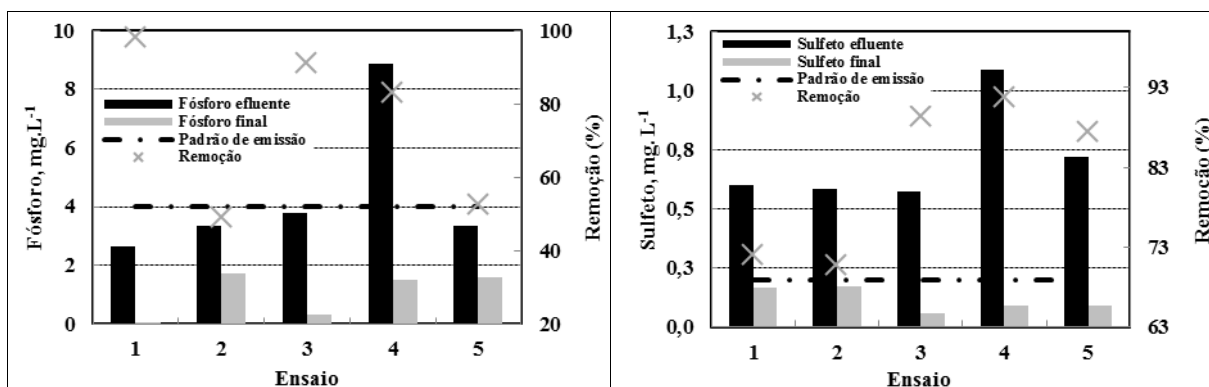 10
8
6
4
2
0
Fósforo, mg.L-1
Fósforo efluente
Fósforo final
Padrão de emissão
Remoção
100
80
60
40
20
Remoção (%)
1 2 3 4 5
Ensaio
1,3
1,0
0,8
0,5
0,3
0,0
Sulfeto, mg.L-1
Sulfeto efluente
Sulfeto final
Padrão de emissão
Remoção
93
83
73
63
Remoção (%)
1 2 3 4 5
Ensaio